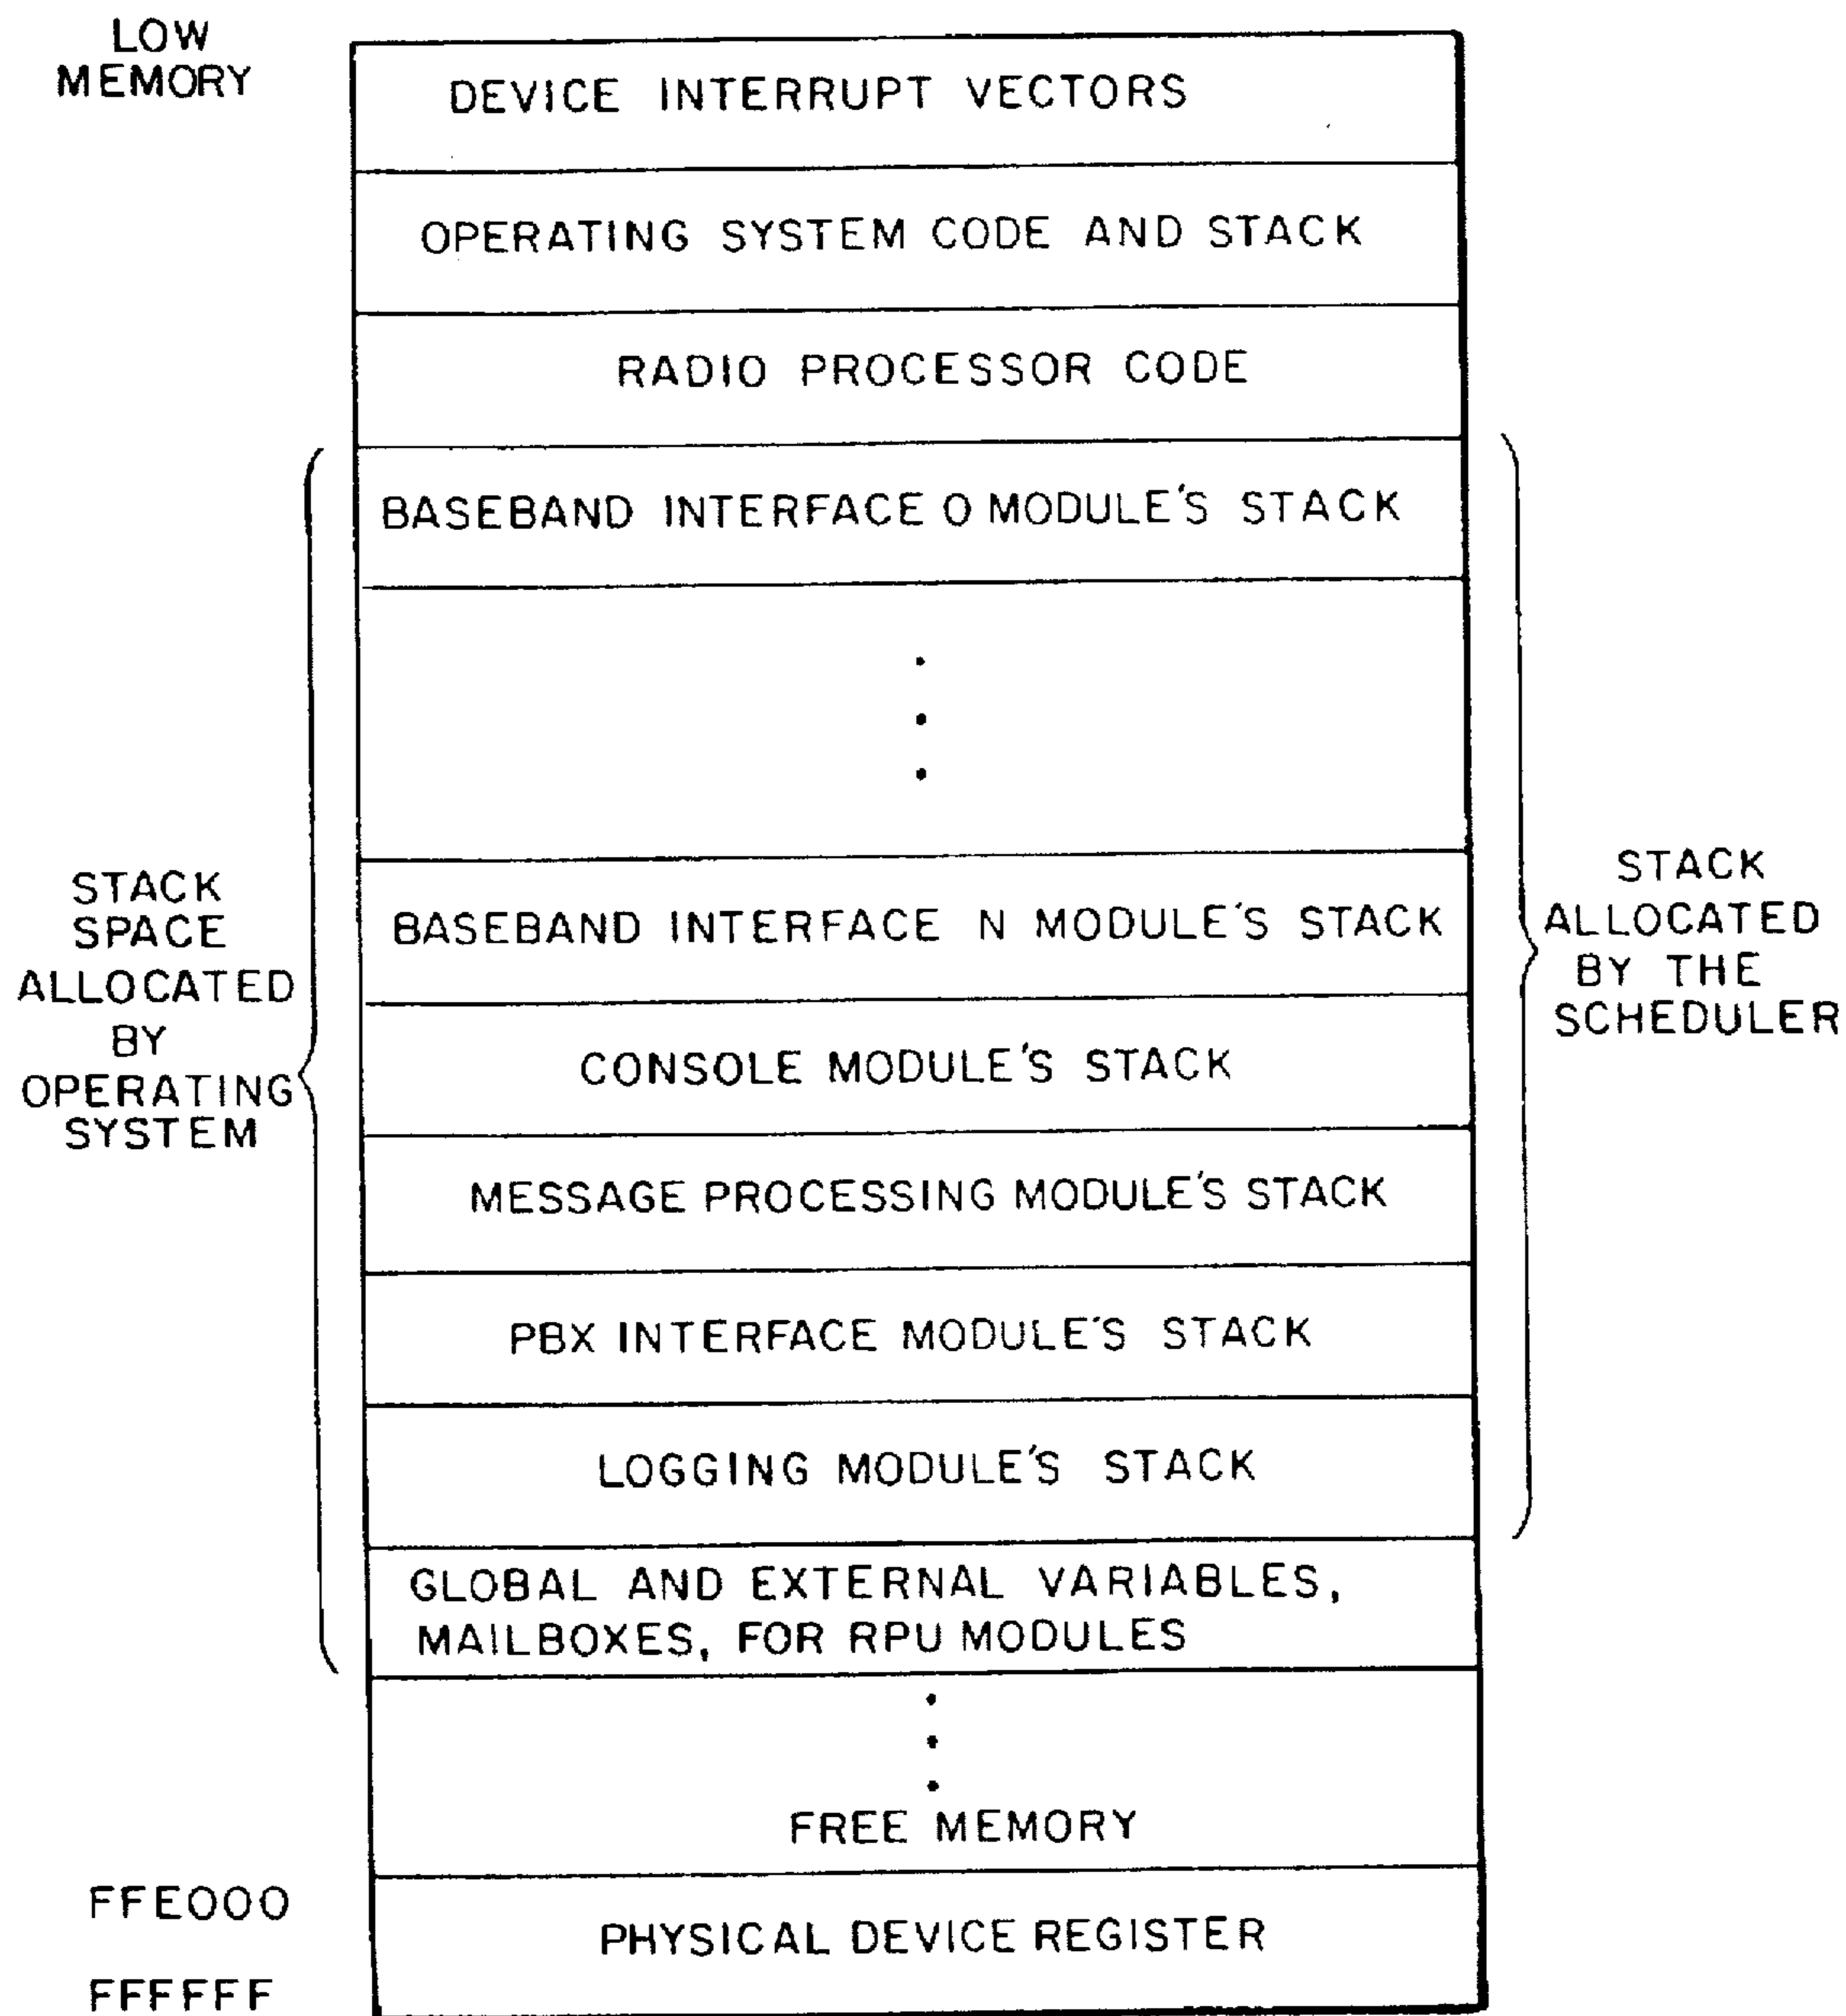 LOW
MEMORY
DEVICE INTERRUPT VECTORS
OPERATING SYSTEM CODE AND STACK
RADIO PROCESSOR CODE
BASEBAND INTERFACE 0 MODULE'S STACK
BASEBAND INTERFACE N MODULE'S STACK
CONSOLE MODULE'S STACK
MESSAGE PROCESSING MODULE'S STACK
PBX INTERFACE MODULE'S STACK
LOGGING MODULE'S STACK
GLOBAL AND EXTERNAL VARIABLES,
MAILBOXES, FOR RPU MODULES
FREE MEMORY
PHYSICAL DEVICE REGISTER
STACK
SPACE
ALLOCATED
BY
OPERATING
SYSTEM
STACK
ALLOCATED
BY THE
SCHEDULER
FFE000
FFFFFF